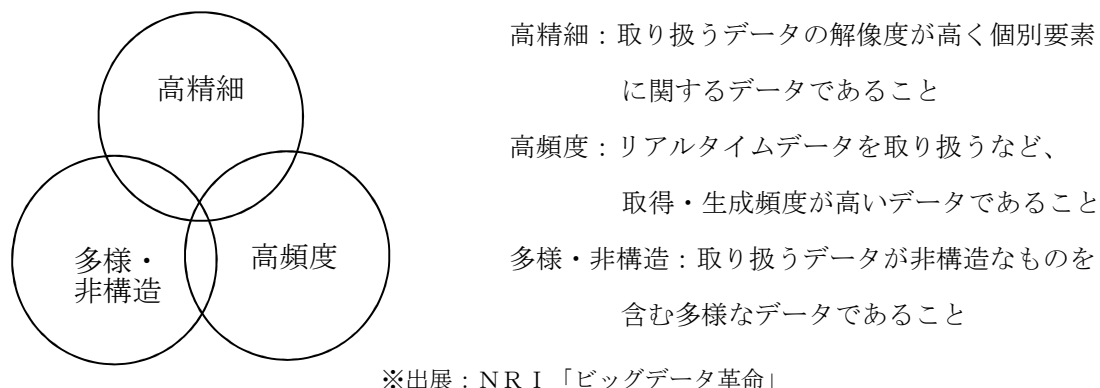 高精細
多様・
非構造
高頻度
高精細：取り扱うデータの解像度が高く個別要素
に関するデータであること
高頻度：リアルタイムデータを取り扱うなど、
取得・生成頻度が高いデータであること
多様・非構造：取り扱うデータが非構造なものを
含む多様なデータであること
※出展：ＮＲＩ「ビッグデータ革命」